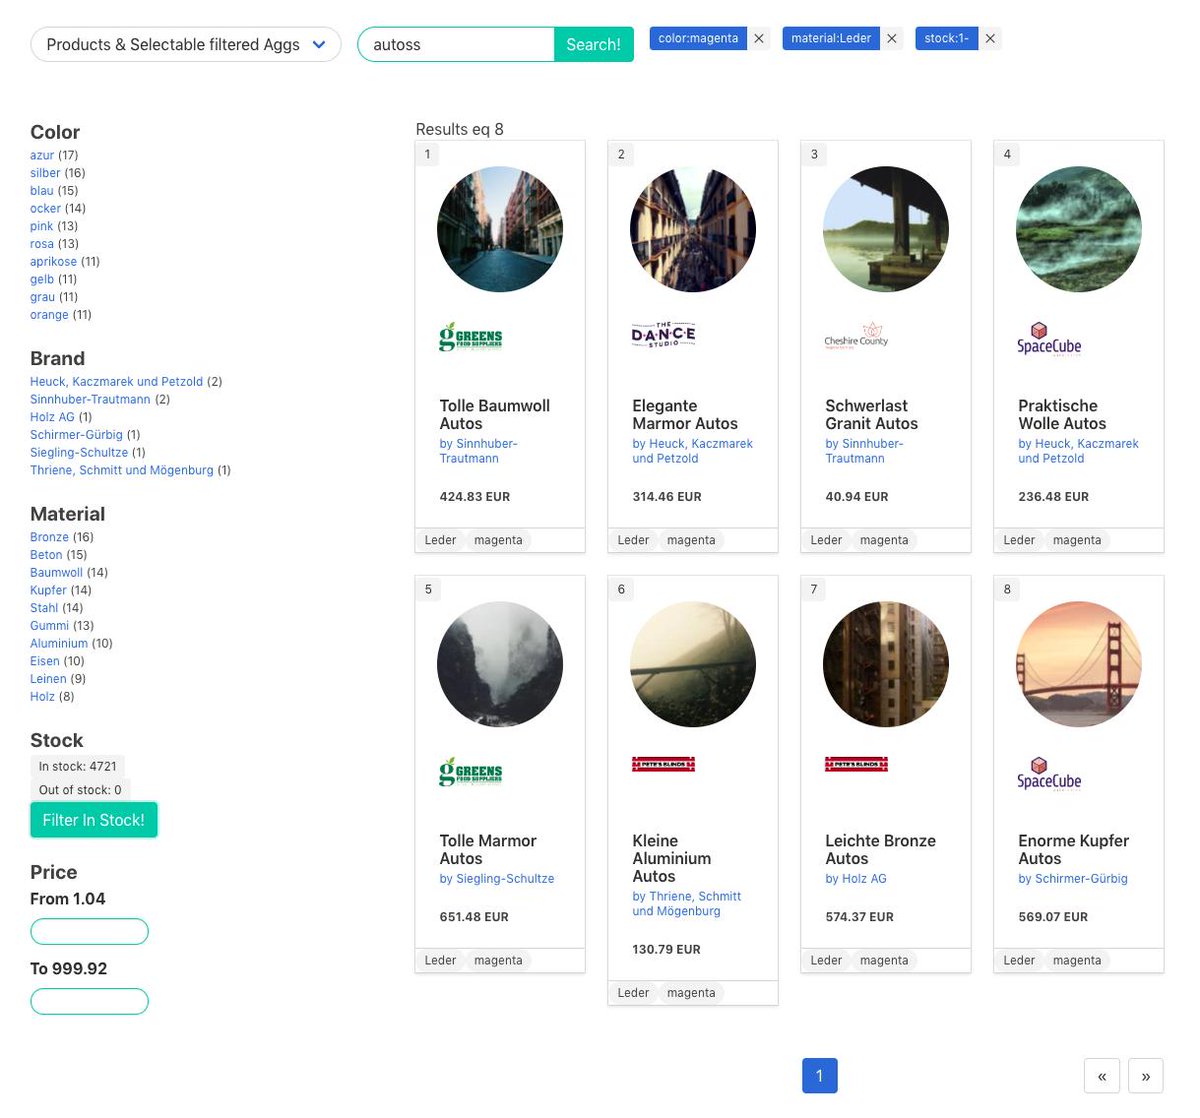 Products & Selectable filtered Aggs
autoss
Search!
color:magenta
material:Leder
stock:1-
Color
azur (17)
silber (16)
blau (15)
ocker (14)
pink (13)
rosa (13)
aprikose (11)
gelb (11)
grau (11)
orange (11)
Brand
Heuck, Kaczmarek und Petzold (2)
Sinnhuber-Trautmann (2)
Holz AG (1)
Schirmer-Gürbig (1)
Siegling-Schultze (1)
Thriene, Schmitt und Mögenburg (1)
Material
Bronze (16)
Beton (15)
Baumwoll (14)
Kupfer (14)
Stahl (14)
Gummi (13)
Aluminium (10)
Eisen (10)
Leinen (9)
Holz (8)
Stock
In stock: 4721
Out of stock: 0
Filter In Stock!
Price
From 1.04
To 999.92
Results eq 8
1
GREENS
FOOD SUPPLIERS
Tolle Baumwoll
Autos
by Sinnhuber-
Trautmann
424.83 EUR
Leder magenta
2
THE
DANCE
STUDIO
Elegante
Marmor Autos
by Heuck, Kaczmarek
und Petzold
314.46 EUR
Leder magenta
3
Cheshire County
Schwerlast
Granit Autos
by Sinnhuber-
Trautmann
40.94 EUR
Leder magenta
4
SpaceCube
Praktische
Wolle Autos
by Heuck, Kaczmarek
und Petzold
236.48 EUR
Leder magenta
5
GREENS
FOOD SUPPLIERS
Tolle Marmor
Autos
by Siegling-Schultze
651.48 EUR
Leder magenta
6
PETE'S BLINDS
Kleine
Aluminium
Autos
by Thriene, Schmitt
und Mögenburg
130.79 EUR
Leder magenta
7
PETE'S BLINDS
Leichte Bronze
Autos
by Holz AG
574.37 EUR
Leder magenta
8
SpaceCube
Enorme Kupfer
Autos
by Schirmer-Gürbig
569.07 EUR
Leder magenta
1
«
»